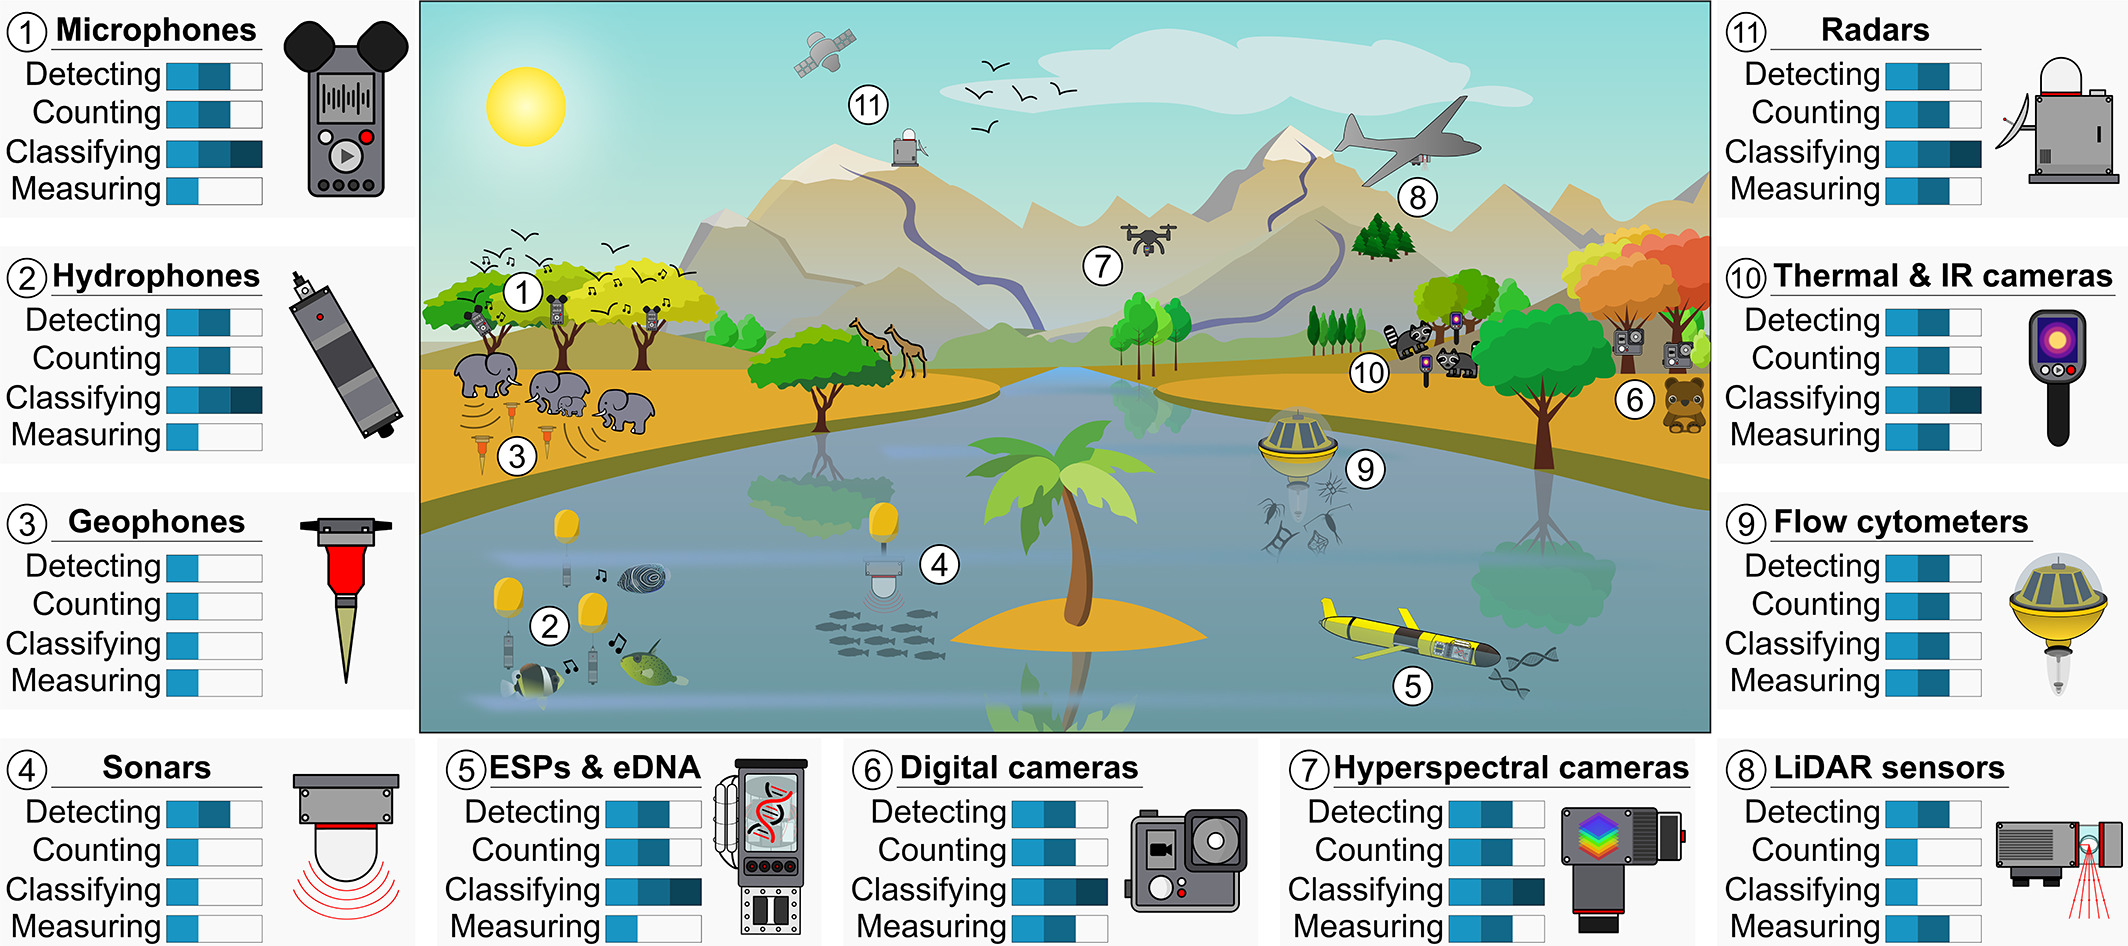 1 Microphones
Detecting
Counting
Classifying
Measuring
2 Hydrophones
Detecting
Counting
Classifying
Measuring
3 Geophones
Detecting
Counting
Classifying
Measuring
4 Sonars
Detecting
Counting
Classifying
Measuring
5 ESPs & eDNA
Detecting
Counting
Classifying
Measuring
6 Digital cameras
Detecting
Counting
Classifying
Measuring
7 Hyperspectral cameras
Detecting
Counting
Classifying
Measuring
8 LiDAR sensors
Detecting
Counting
Classifying
Measuring
9 Flow cytometers
Detecting
Counting
Classifying
Measuring
10 Thermal & IR cameras
Detecting
Counting
Classifying
Measuring
11 Radars
Detecting
Counting
Classifying
Measuring
11
8
7
1
10
6
3
9
4
2
5